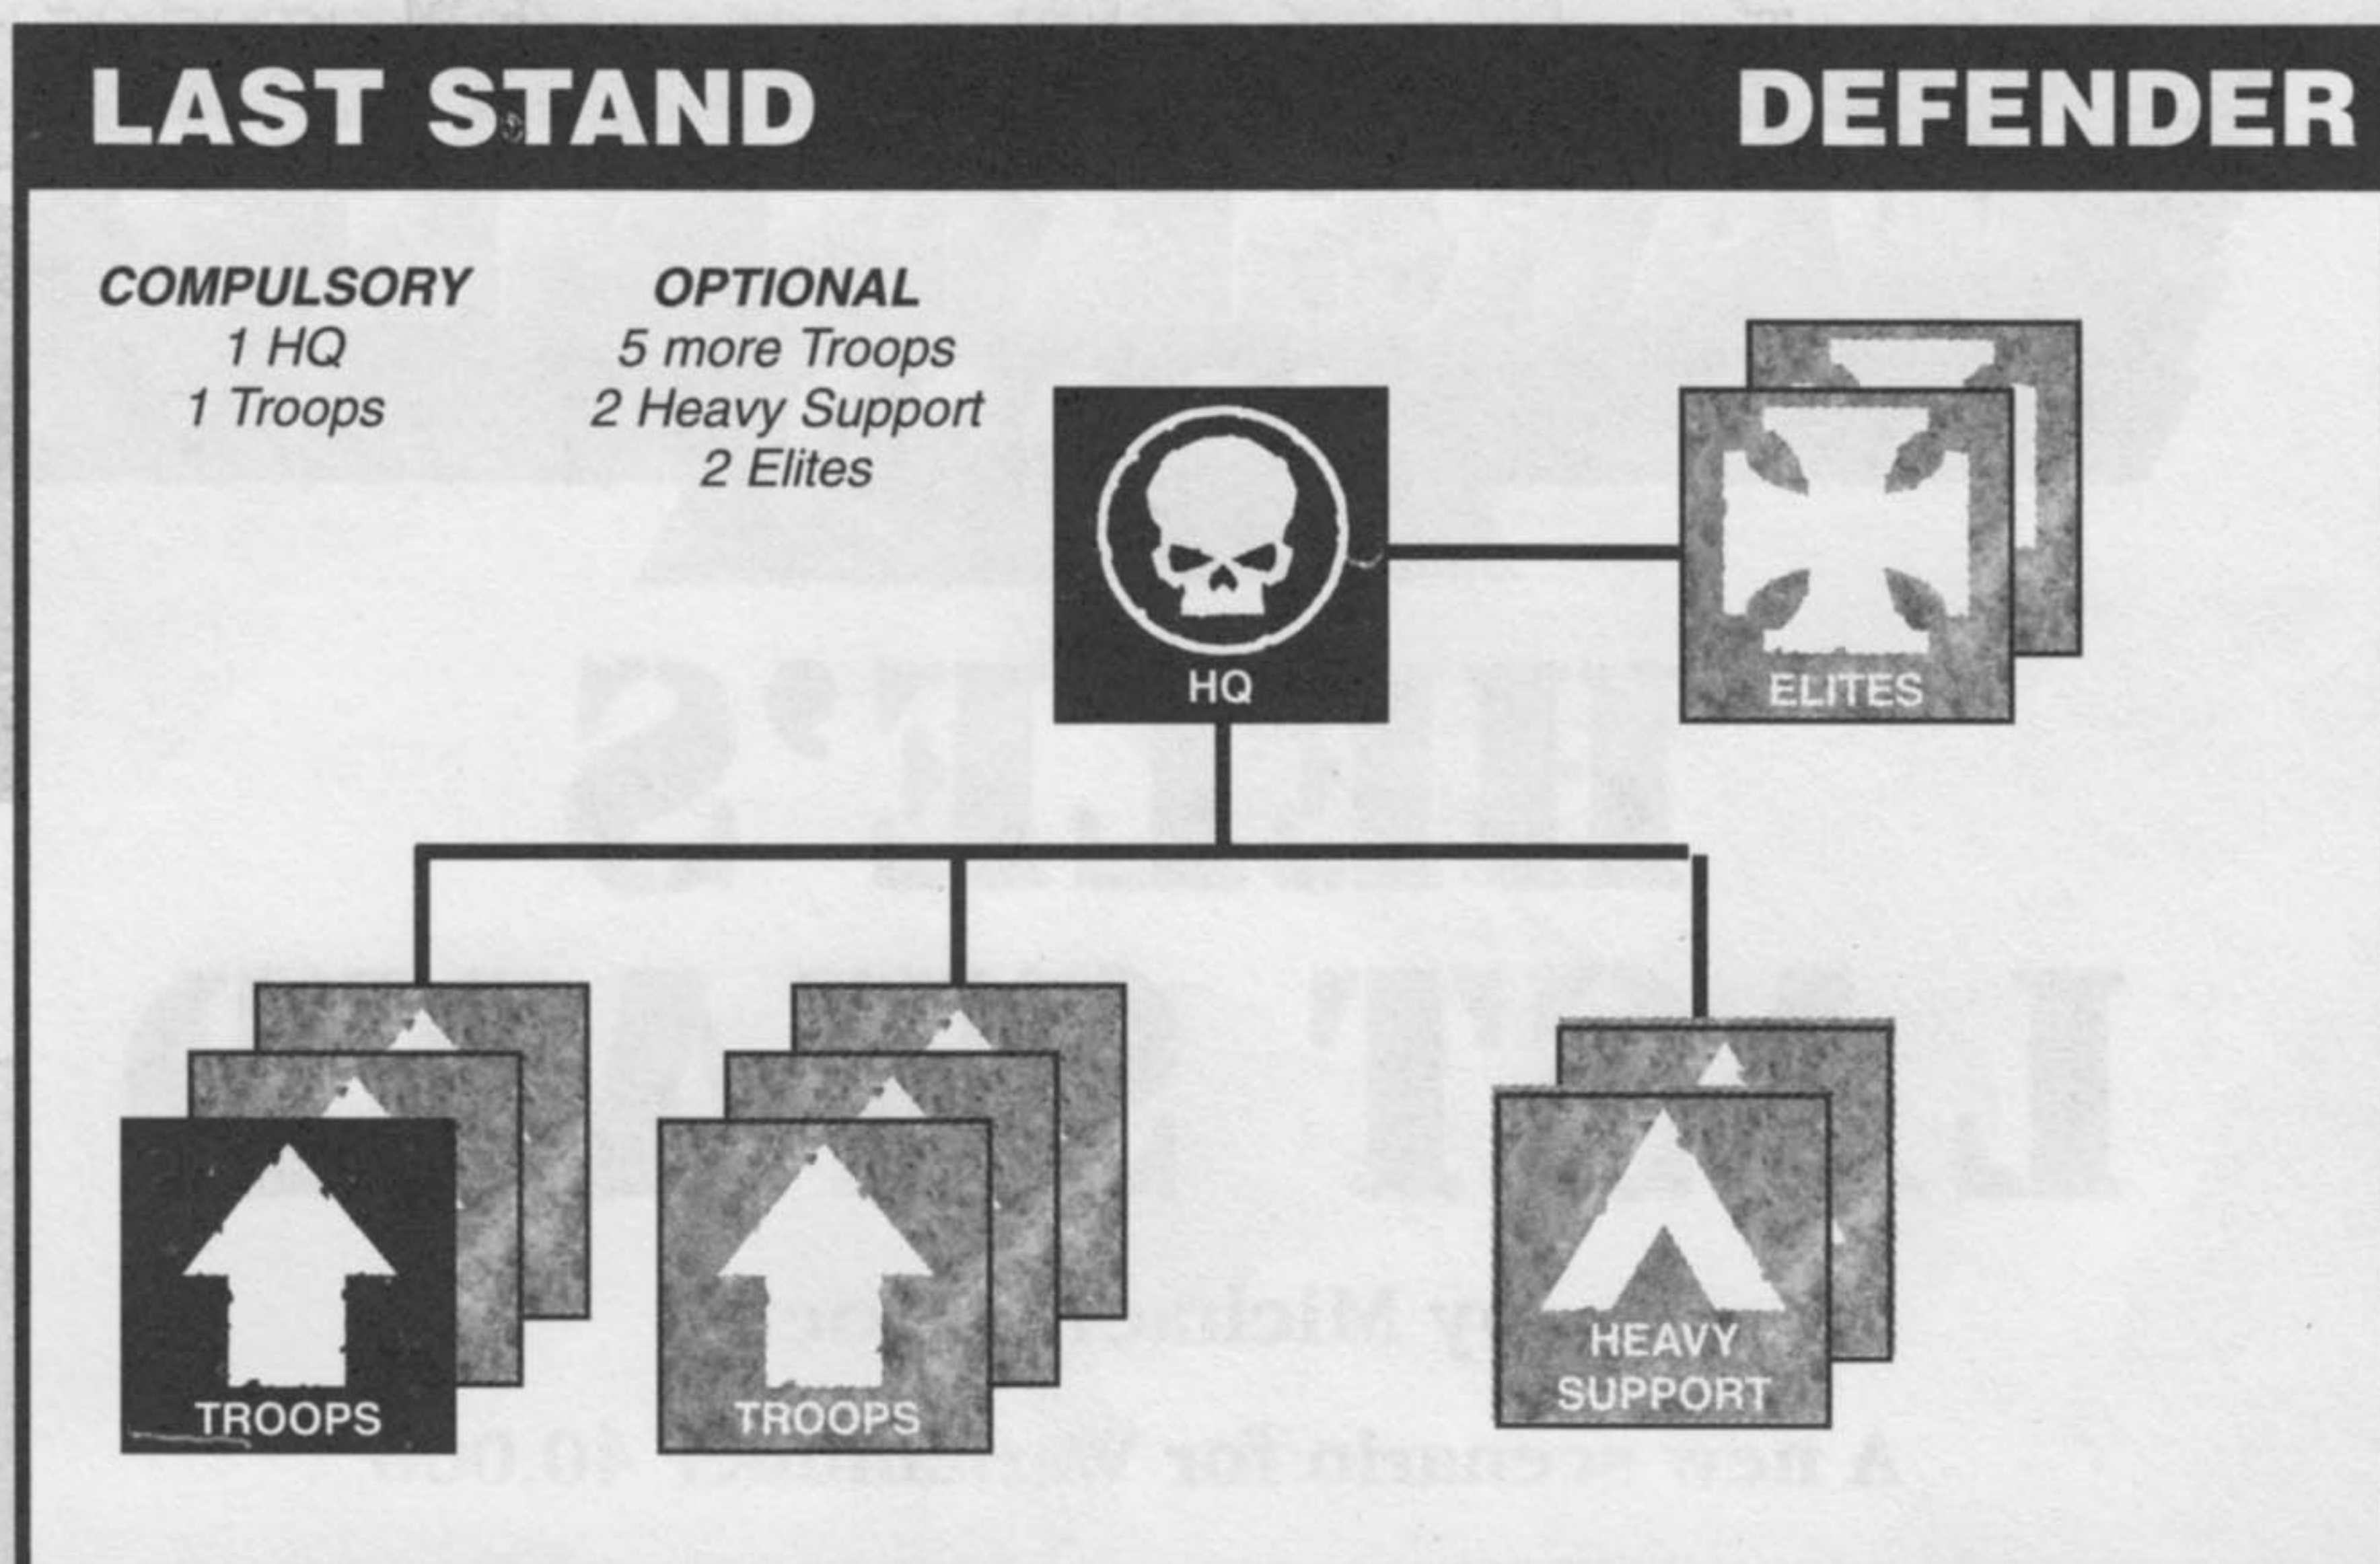 LAST STAND DEFENDER
COMPULSORY
1 HQ
1 Troops
OPTIONAL
5 more Troops
2 Heavy Support
2 Elites
HQ
ELITES
TROOPS
TROOPS
HEAVY
SUPPORT